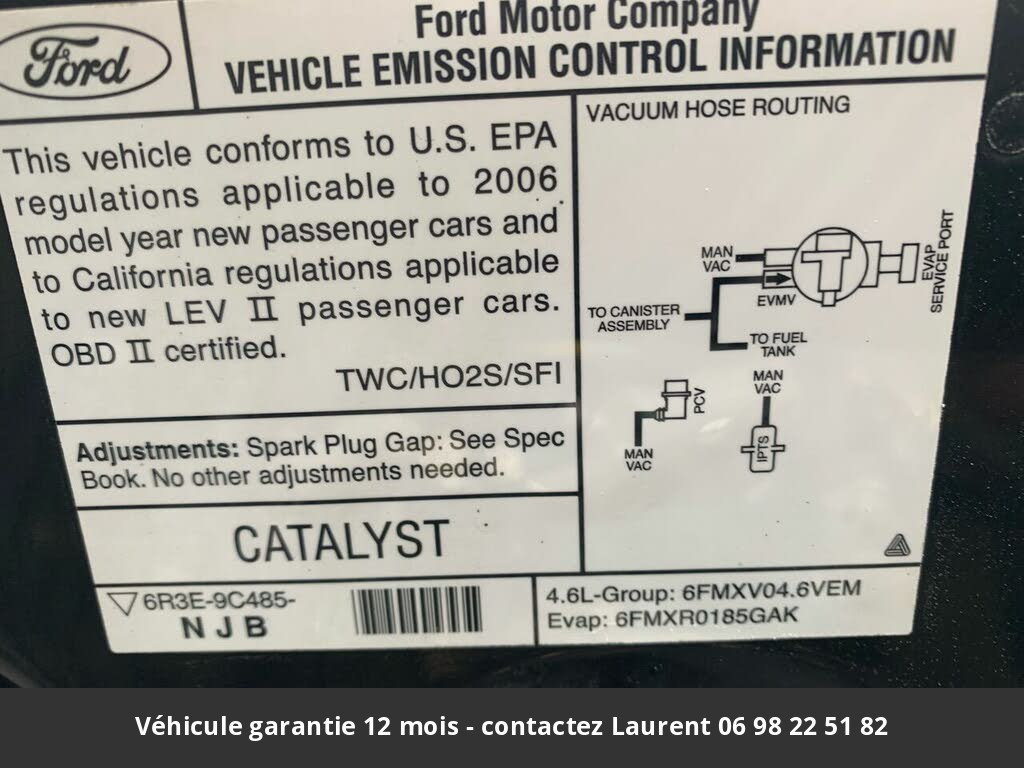 Ford
Ford Motor Company
VEHICLE EMISSION CONTROL INFORMATION
This vehicle conforms to U.S. EPA
regulations applicable to 2006
model year new passenger cars and
to California regulations applicable
to new LEV II passenger cars.
OBD II certified.
TWC/HO2S/SFI
Adjustments: Spark Plug Gap: See Spec
Book. No other adjustments needed.
CATALYST
6R3E-9C485-
N J B
VACUUM HOSE ROUTING
MAN
VAC
EVMV
EVAP
SERVICE PORT
TO CANISTER
ASSEMBLY
TO FUEL
TANK
PCV
MAN
VAC
MAN
VAC
IPTS
4.6L-Group: 6FMXV04.6VEM
Evap: 6FMXR0185GAK
Véhicule garantie 12 mois - contactez Laurent 06 98 22 51 82